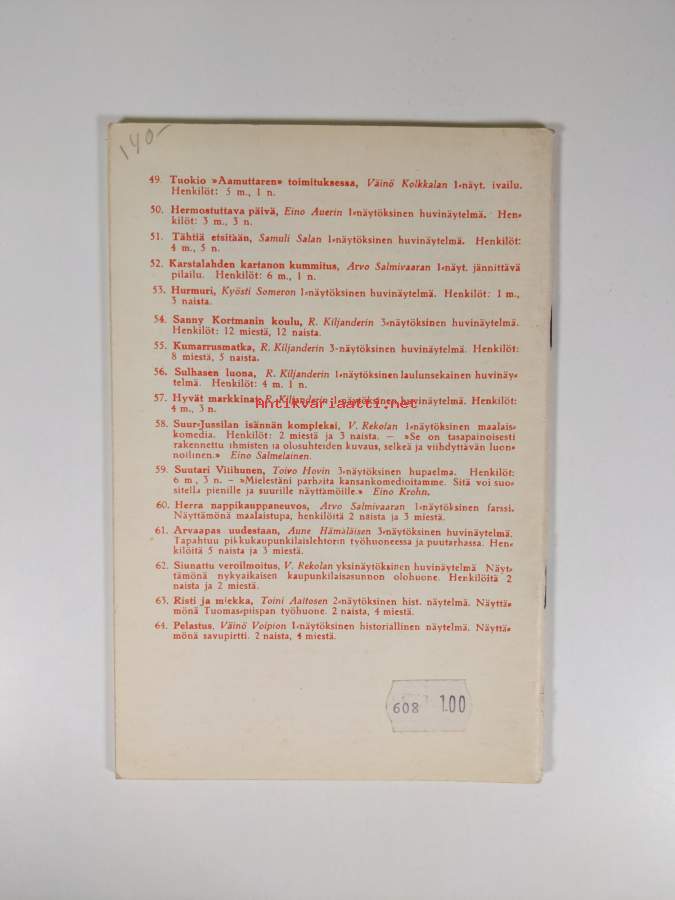 140-
49. Tuokio »Aamuttaren» toimituksessa, Väinö Kolkkalan 1-näyt. ivailu.
Henkilöt: 5 m., 1 n.
50. Hermostuttava päivä, Eino Auerin 1-näytöksinen huvinäytelmä. Hen-
kilöt: 3 m., 3 n.
51. Tähtiä etsitään, Samuli Salan 1-näytöksinen huvinäytelmä. Henkilöt:
4 m., 5 n.
52. Karstalahden kartanon kummitus, Arvo Salmivaaran 1-näyt. jännittävä
pilailu. Henkilöt: 6 m., 1 n.
53. Hurmuri, Kyösti Someron 1-näytöksinen huvinäytelmä. Henkilöt: 1 m.,
3 naista.
54. Sanny Kortmanin koulu, R. Kiljanderin 3-näytöksinen huvinäytelmä.
Henkilöt: 12 miestä, 12 naista.
55. Kumarrusmatka, R. Kiljanderin 3-näytöksinen huvinäytelmä. Henkilöt:
8 miestä, 5 naista.
56. Sulhasen luona, R. Kiljanderin 1-näytöksinen laulunsekainen huvinäy-
telmä. Henkilöt: 4 m. 1 n.
57. Hyvät markkinat, R. Kiljanderin 1-näytöksinen huvinäytelmä. Henkilöt:
Antikvariaatti.net
4 m., 3 n.
58. Suur-Jussilan isännän kompleksi, V. Rekolan 1-näytöksinen maalais-
komedia. Henkilöt: 2 miestä ja 3 naista. — »Se on tasapainoisesti
rakennettu ihmisten ja olosuhteiden kuvaus, selkeä ja viihdyttävän luon-
noilinen.» Eino Salmelainen.
59. Suutari Viihunen, Toivo Hovin 3-näytöksinen hupaelma. Henkilöt:
6 m, 3 n. — »Mielestäni parhaita kansankomedioitamme. Sitä voi suo-
sitella pienille ja suurille näyttämöille.» Eino Krohn.
60. Herra nappikauppaneuvos, Arvo Salmivaaran 1-näytöksinen farssi.
Näyttämönä maalaistupa, henkilöitä 2 naista ja 3 miestä.
61. Arvaapas uudestaan, Aune Hämäläisen 3-näytöksinen huvinäytelmä.
Tapahtuu pikkukaupunkilaislehtorin työhuoneessa ja puutarhassa. Hen-
kilöitä 5 naista ja 3 miestä.
62. Siunattu veroilmoitus, V. Rekolan yksinäytöksinen huvinäytelmä Näyt-
tämönä nykyaikaisen kaupunkilaisasunnon olohuone. Henkilöitä 2
naista ja 2 miestä.
63. Risti ja miekka, Toini Aaltosen 2-näytöksinen hist. näytelmä. Näyttä-
mönä Tuomas-piispan työhuone. 2 naista, 4 miestä.
64. Pelastus, Väinö Voipion 1-näytöksinen historiallinen näytelmä. Näyttä-
mönä savupirtti. 2 naista, 4 miestä.
608 1.00